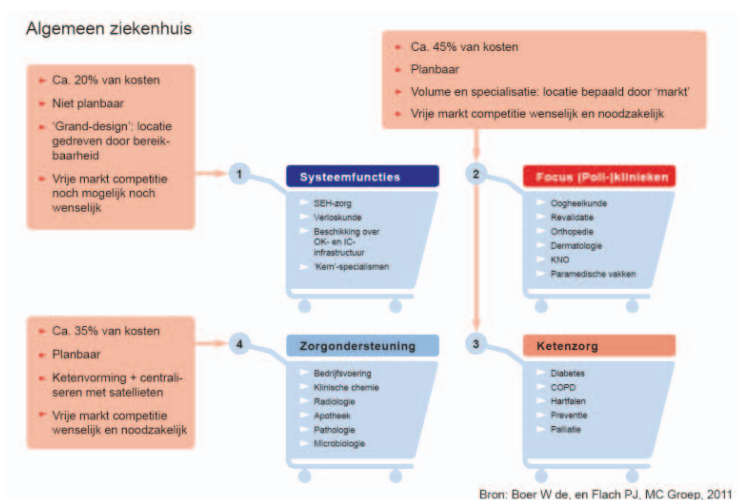 Algemeen ziekenhuis
Ca. 20% van kosten
Niet planbaar
‘Grand-design’: locatie
gedreven door bereik-
baarheid
Vrije markt competitie
noch mogelijk noch
wenselijk
Ca. 45% van kosten
Planbaar
Volume en specialisatie: locatie bepaald door ‘markt’
Vrije markt competitie wenselijk en noodzakelijk
1
Systeemfuncties
SEH-zorg
Verloskunde
Beschikking over
OK- en IC-
infrastructuur
‘Kern’-specialismen
2
Focus (Poli-)klinieken
Oogheelkunde
Revalidatie
Orthopedie
Dermatologie
KNO
Paramedische vakken
Ca. 35% van kosten
Planbaar
Ketenvorming + centrali-
seren met satellieten
Vrije markt competitie
wenselijk en noodzakelijk
4
Zorgondersteuning
Bedrijfsvoering
Klinische chemie
Radiologie
Apotheek
Pathologie
Microbiologie
3
Ketenzorg
Diabetes
COPD
Hartfalen
Preventie
Palliatie
Bron: Boer W de, en Flach PJ, MC Groep, 2011